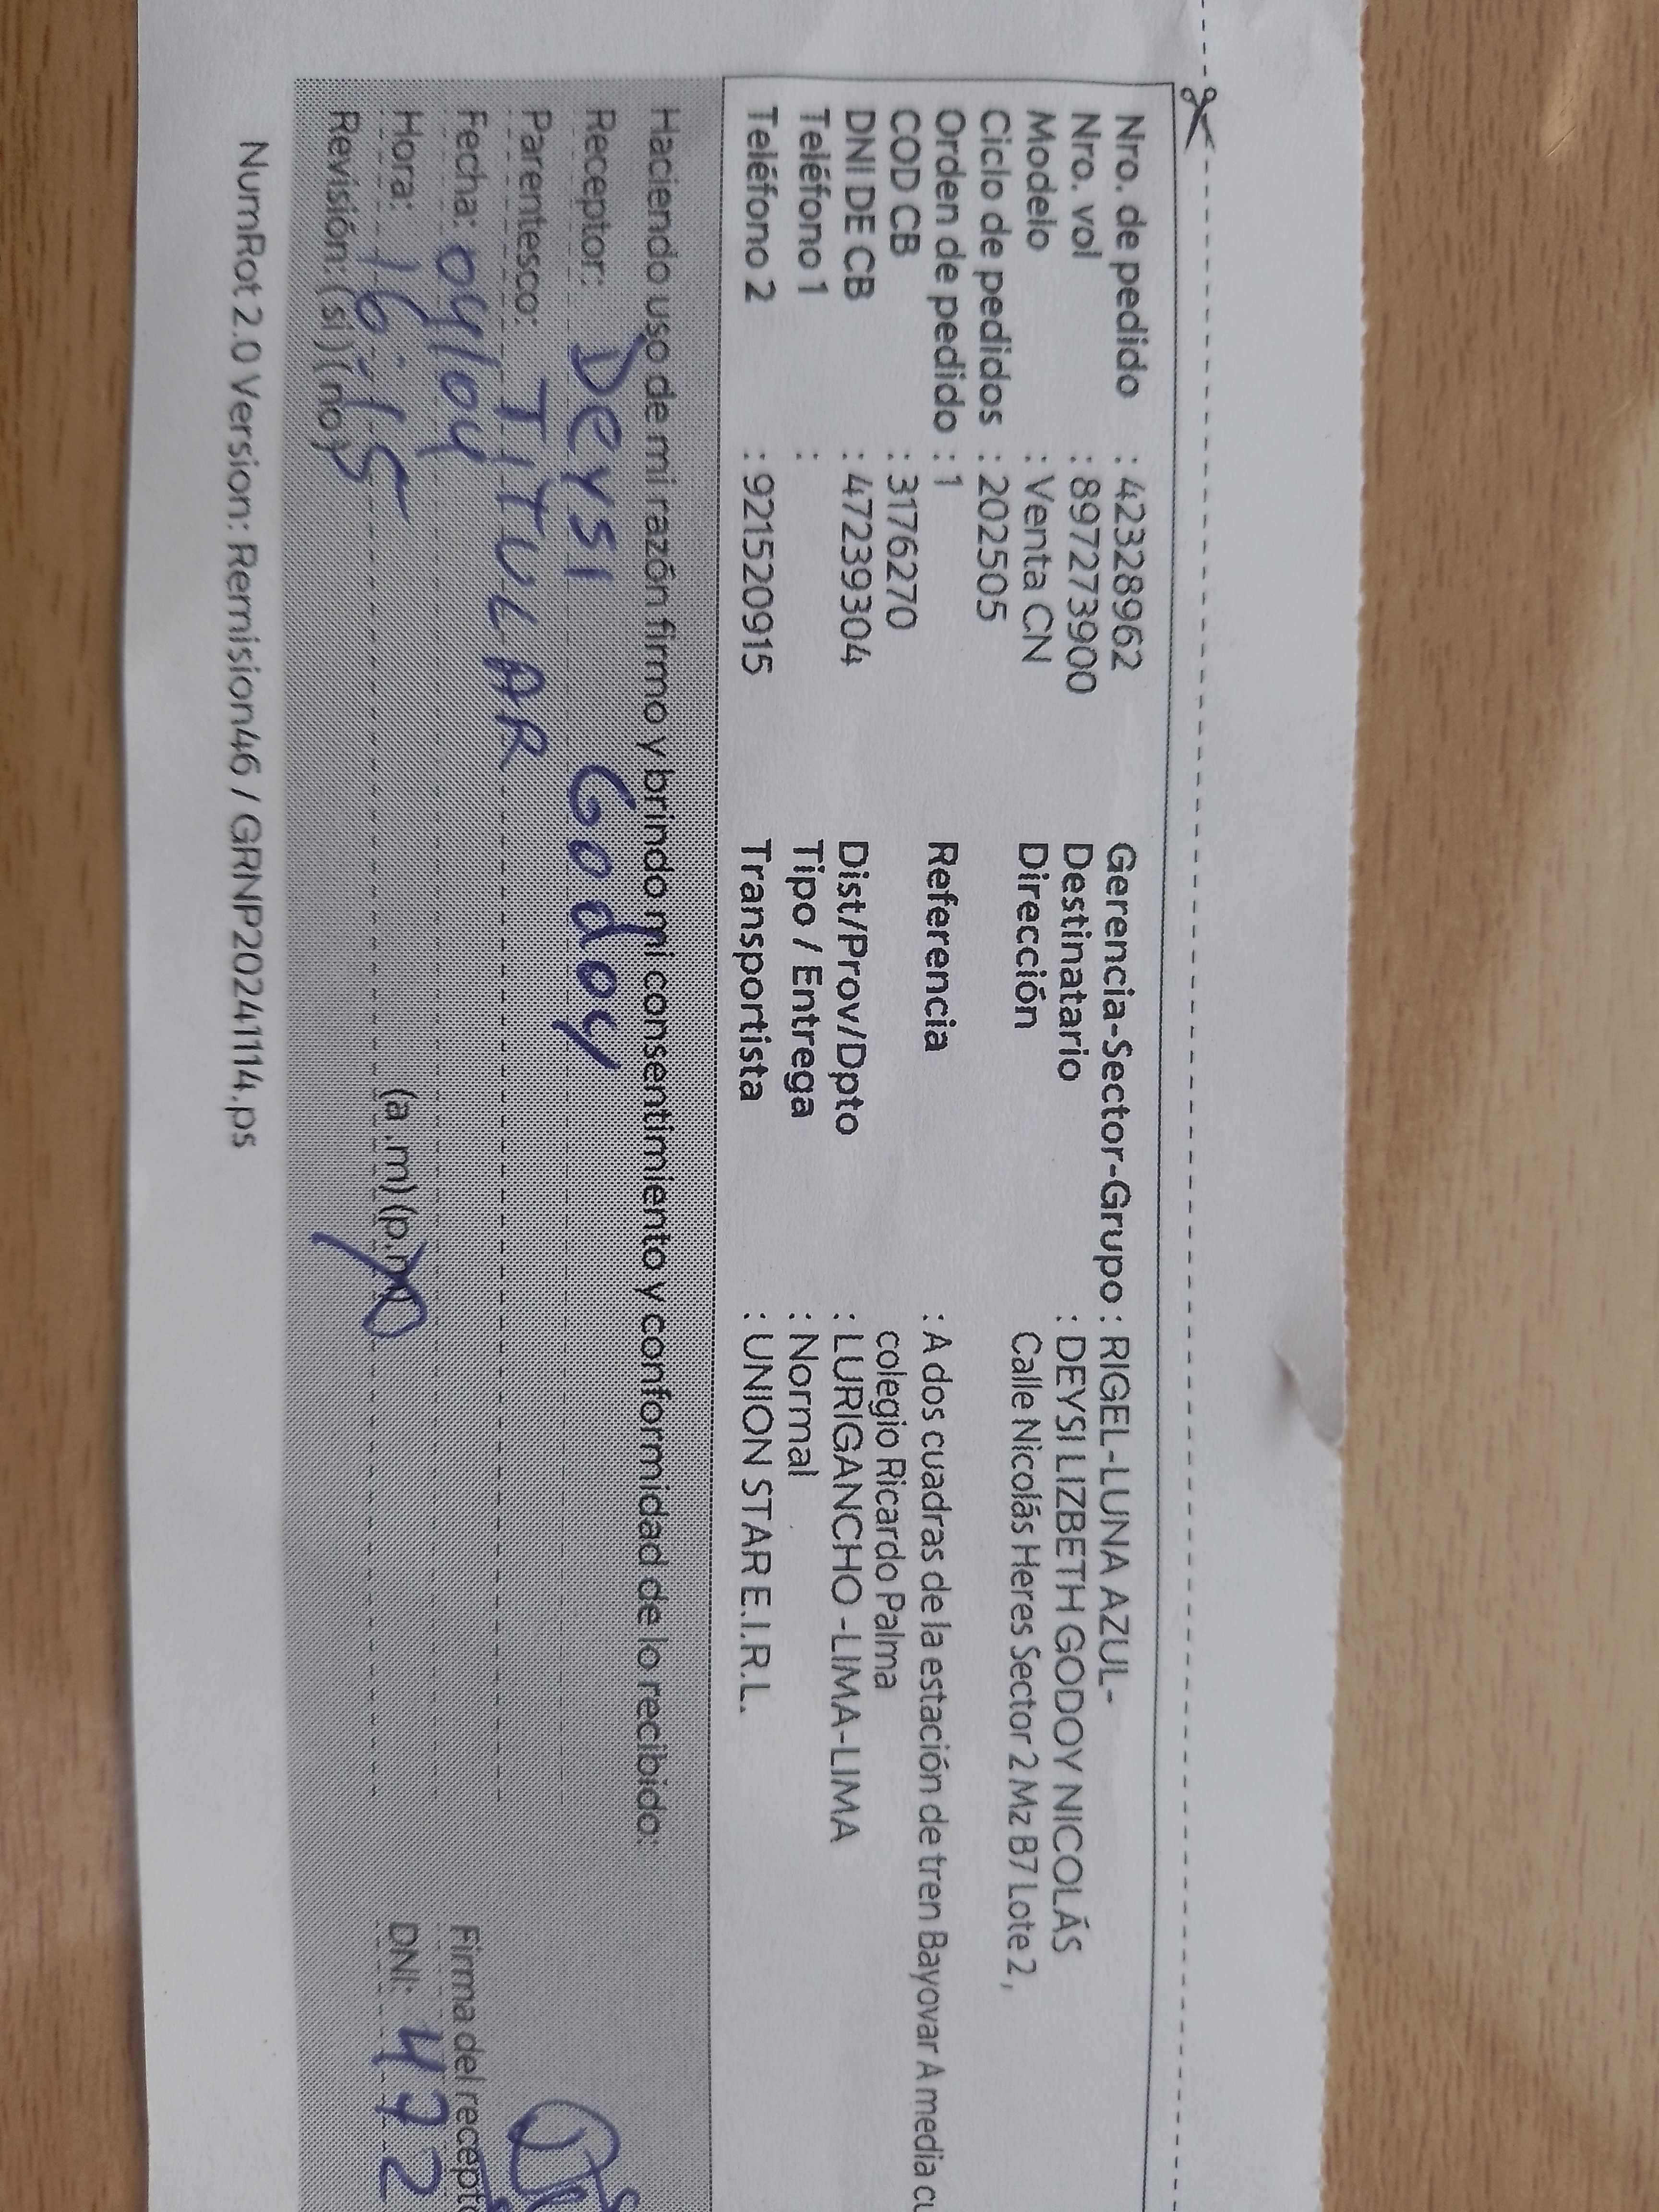 Nro. de pedido : 42328962 Gerencia-Sector-Grupo : RIGEL-LUNA AZUL-
Nro. vol : 897273900 Destinatario : DEYSI LIZBETH GODOY NICOLÁS
Modelo : Venta CN Dirección Calle Nicolás Heres Sector 2 Mz B7 Lote 2 ,
Ciclo de pedidos : 202505
Orden de pedido : 1 Referencia : A dos cuadras de la estación de tren Bayovar A media
COD CB : 3176270 colegio Ricardo Palma
DNI DE CB : 47239304 Dist/Prov/Dpto : LURIGANCHO -LIMA-LIMA
Teléfono 1 : Tipo / Entrega : Normal
Teléfono 2 : 921520915 Transportista : UNION STAR E.I.R.L.
Haciendo uso de mi razón firmo y brindo mi consentimiento y conformidad de lo recibido:
Receptor: Deysi Godoy
Parentesco: TITULAR
Fecha: 09/04 Firma del recepto
Hora: 16:15 (a.m) (p.m) DNI: 472
Revisión: (si) (no)
NumRot 2.0 Version: Remision46 / GRNP20241114.ps